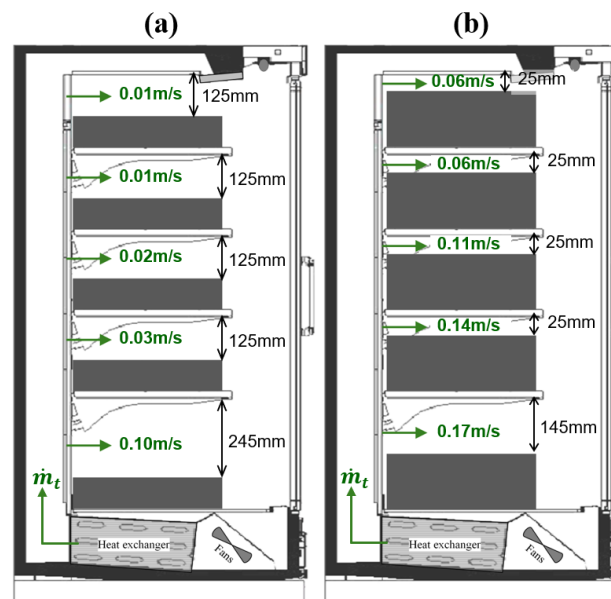 (a)
(b)
0.01m/s
125mm
0.01m/s
125mm
0.02m/s
125mm
0.03m/s
125mm
0.10m/s
245mm
ṁₜ
Heat exchanger
Fans
0.06m/s
25mm
0.06m/s
25mm
0.11m/s
25mm
0.14m/s
25mm
0.17m/s
145mm
ṁₜ
Heat exchanger
Fans